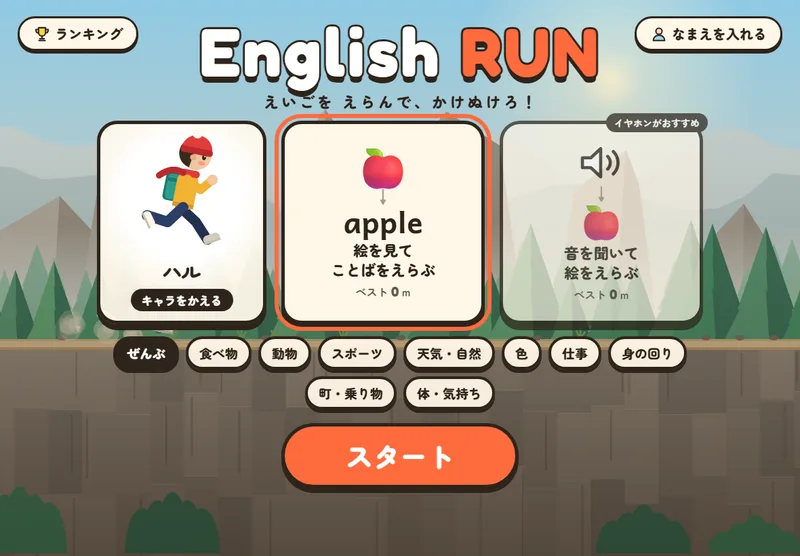 ランキング
English RUN
なまえを入れる
えいごを えらんで、かけぬけろ!
ハル
キャラをかえる
apple
絵を見て
ことばをえらぶ
ベスト 0 m
イヤホンがおすすめ
音を聞いて
絵をえらぶ
ベスト 0 m
ぜんぶ
食べ物
動物
スポーツ
天気・自然
色
仕事
身の回り
町・乗り物
体・気持ち
スタート